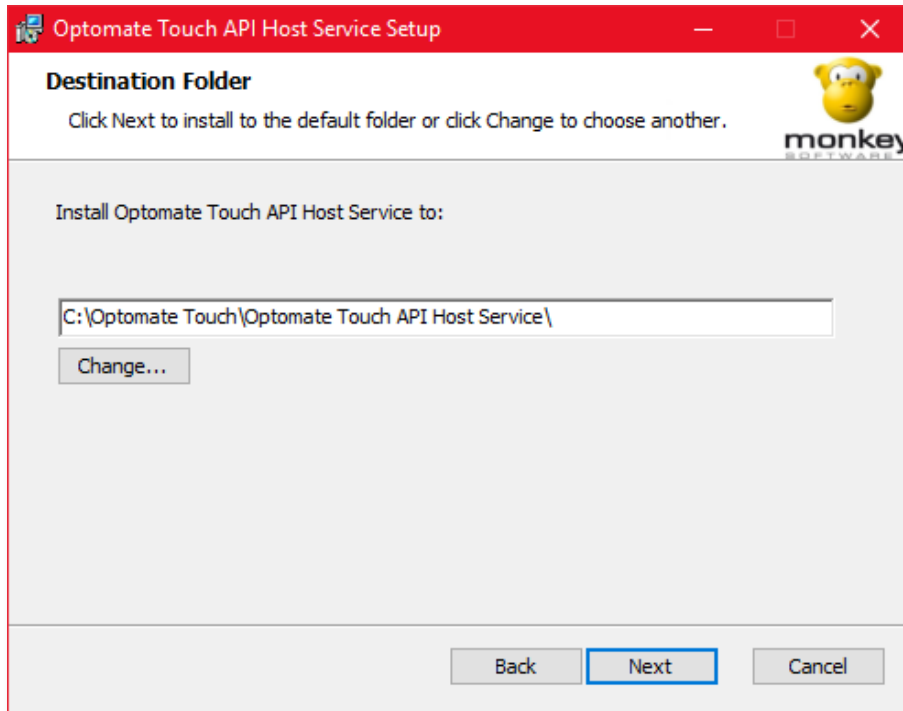 Optomate Touch API Host Service Setup
Destination Folder
Click Next to install to the default folder or click Change to choose another.
monkey
SOFTWARE
Install Optomate Touch API Host Service to:
C:\Optomate Touch\Optomate Touch API Host Service\
Change...
Back
Next
Cancel